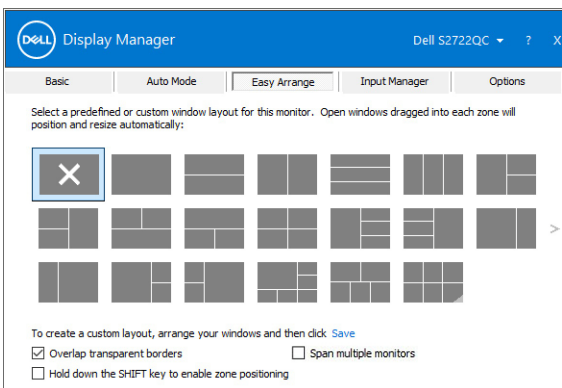 DELL Display Manager Dell S2722QC ? X
Basic Auto Mode Easy Arrange Input Manager Options
Select a predefined or custom window layout for this monitor. Open windows dragged into each zone will
position and resize automatically:
>
To create a custom layout, arrange your windows and then click Save
Overlap transparent borders Span multiple monitors
Hold down the SHIFT key to enable zone positioning